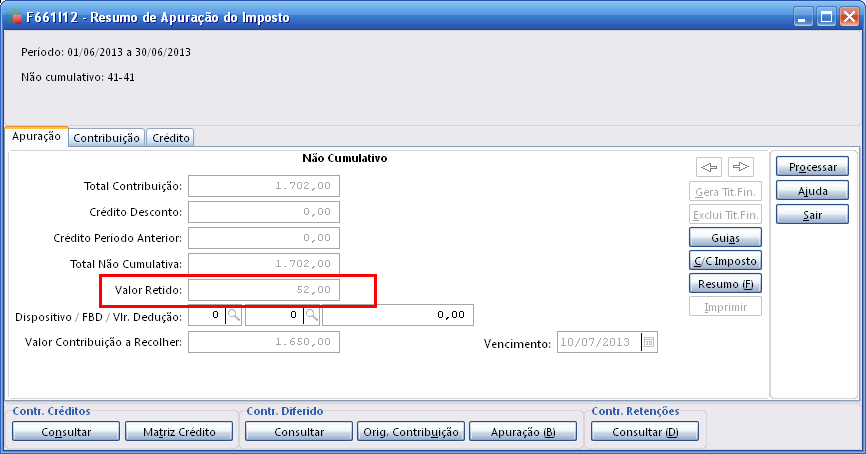 F661I12 - Resumo de Apuração do Imposto
Período: 01/06/2013 a 30/06/2013
Não cumulativo: 41-41
Apuração Contribuição Crédito
Não Cumulativo
Total Contribuição: 1.702,00
Crédito Desconto: 0,00
Crédito Período Anterior: 0,00
Total Não Cumulativa: 1.702,00
Valor Retido: 52,00
Dispositivo / FBD / Vlr. Dedução: 0 0 0,00
Valor Contribuição a Recolher: 1.650,00
Vencimento: 10/07/2013
Gera Tit.Fin.
Exclui Tit.Fin.
Guias
C/C Imposto
Resumo (F)
Imprimir
Processar
Ajuda
Sair
Contr. Créditos
Consultar Matriz Crédito
Contr. Diferido
Consultar Orig. Contribuição Apuração (B)
Contr. Retenções
Consultar (D)